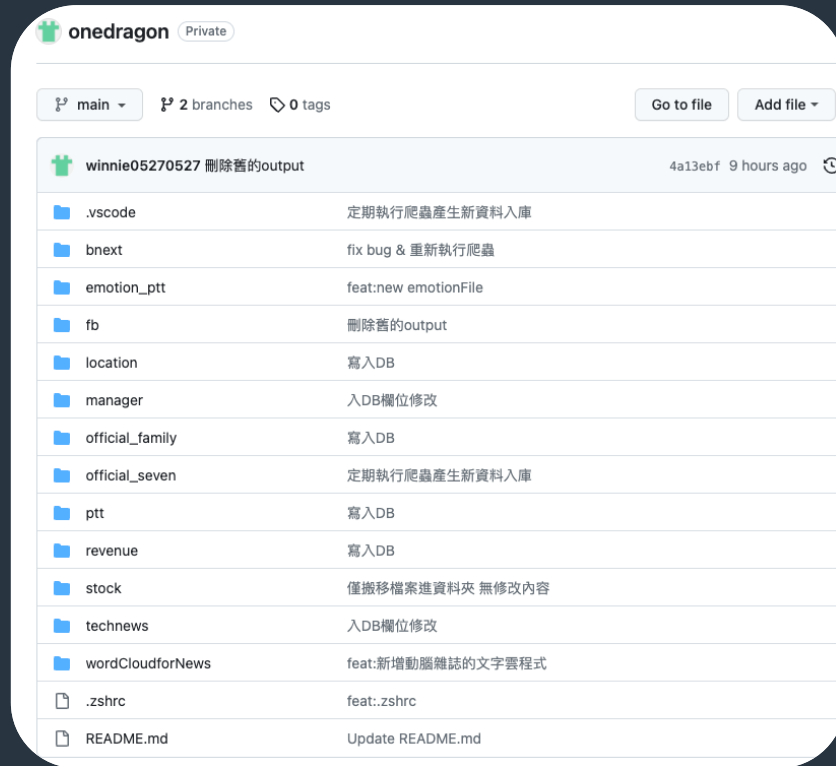 onedragon Private
main 2 branches 0 tags Go to file Add file
winnie05270527 刪除舊的output 4a13ebf 9 hours ago
.vscode 定期執行爬蟲產生新資料入庫
bnext fix bug & 重新執行爬蟲
emotion_ptt feat:new emotionFile
fb 刪除舊的output
location 寫入DB
manager 入DB欄位修改
official_family 寫入DB
official_seven 定期執行爬蟲產生新資料入庫
ptt 寫入DB
revenue 寫入DB
stock 僅搬移檔案進資料夾 無修改內容
technews 入DB欄位修改
wordCloudforNews feat:新增動腦雜誌的文字雲程式
.zshrc feat:.zshrc
README.md Update README.md